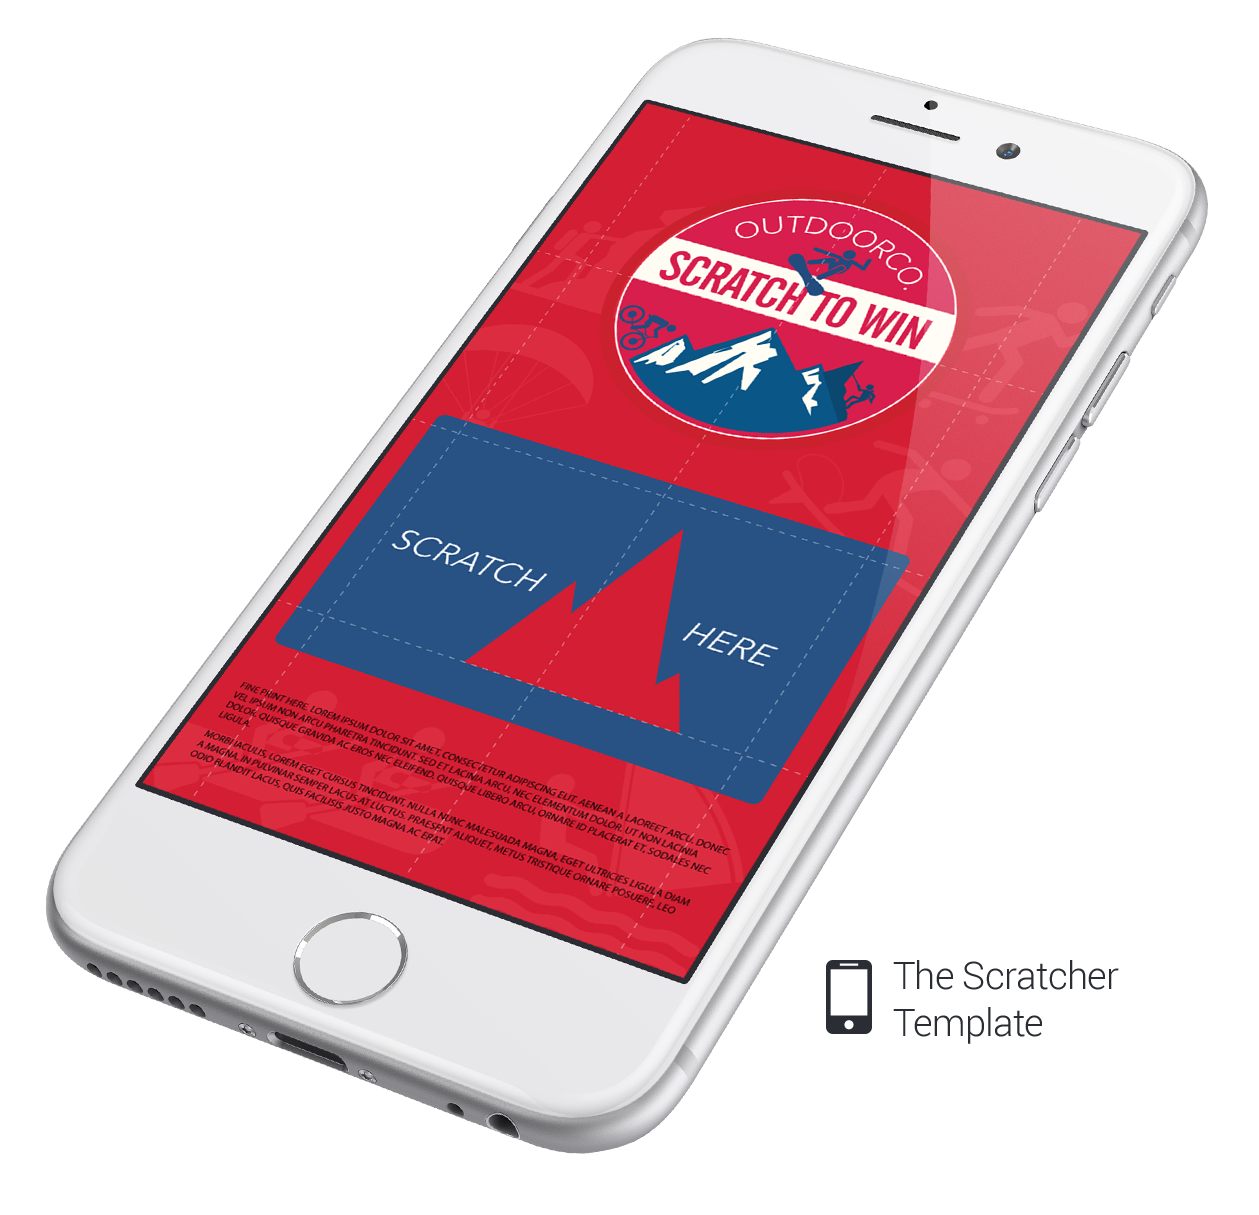 OUTDOORCO.
SCRATCH TO WIN
SCRATCH
HERE
FINE PRINT HERE. LOREM IPSUM DOLOR SIT AMET, CONSECTETUR ADIPISCING ELIT. AENEAN A LAOREET ARCU, DONEC
VEL IPSUM NON ARCU PHARETRA TINCIDUNT. SED ET LACINIA ARCU, NEC ELEMENTUM DOLOR. UT NON LACINIA
DOLOR. QUISQUE GRAVIDA AC EROS NEC ELEIFEND. QUISQUE LIBERO ARCU, ORNARE ID PLACERAT ET, SODALES NEC
LIGULA.
MORBI IACULIS, LOREM EGET CURSUS TINCIDUNT, NULLA NUNC MALESUADA MAGNA, EGET ULTRICIES LIGULA DIAM
A MAGNA. IN PULVINAR SEMPER LACUS AT LUCTUS. PRAESENT ALIQUET, METUS TRISTIQUE ORNARE POSUERE, LEO
ODIO BLANDIT LACUS, QUIS FACILISIS JUSTO MAGNA AC ERAT.
The Scratcher
Template